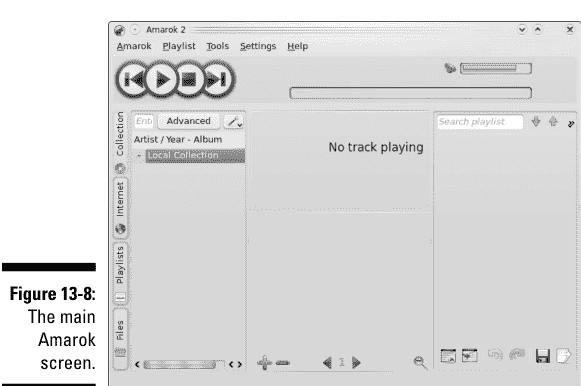 Amarok 2
Amarok Playlist Tools Settings Help
Ent Advanced
Search playlist
Artist / Year - Album
Local Collection
No track playing
Collection
Internet
Playlists
Files
1
Figure 13-8:
The main
Amarok
screen.